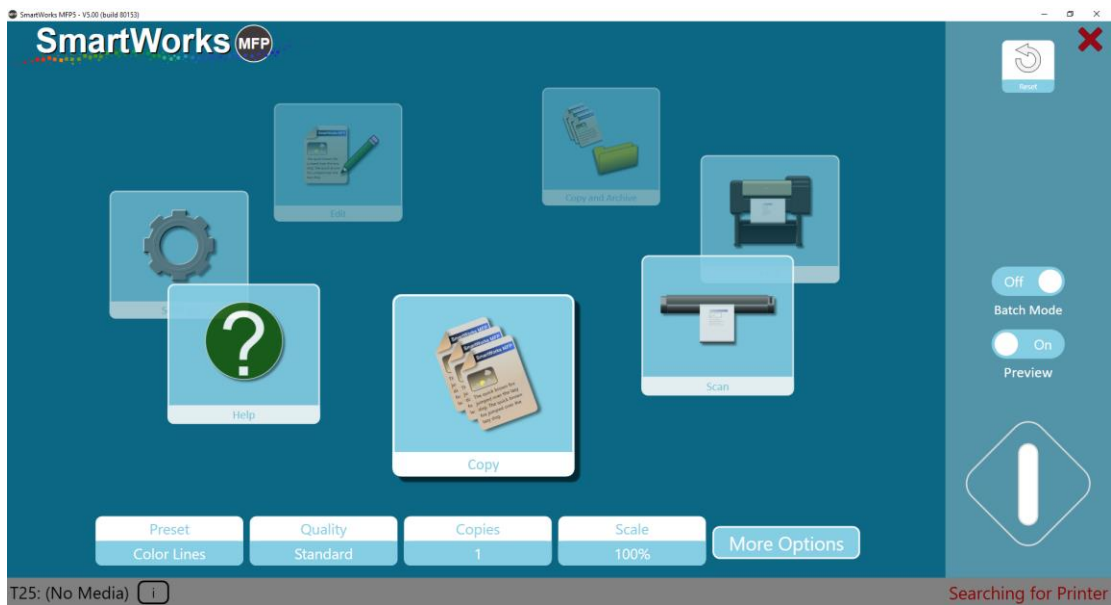 SmartWorks MFP5 - V5.00 (build 80153)
SmartWorks MFP
Reset
Edit
Copy and Archive
Help
Copy
SmartWorks MFP
Scan
Off
Batch Mode
On
Preview
Preset
Color Lines
Quality
Standard
Copies
1
Scale
100%
More Options
T25: (No Media) i
Searching for Printer